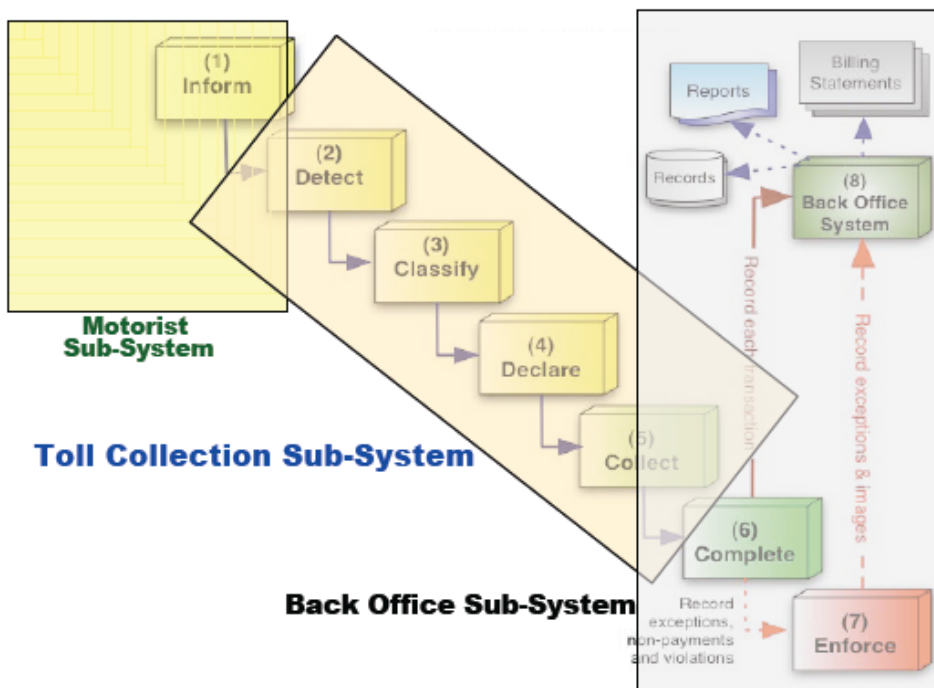 (1)
Inform
(2)
Detect
(3)
Classify
(4)
Declare
(5)
Collect
(6)
Complete
(7)
Enforce
(8)
Back Office
System
Reports
Billing
Statements
Records
Record each transaction
Record exceptions & images
Record
exceptions,
non-payments
and violations
Motorist
Sub-System
Toll Collection Sub-System
Back Office Sub-System